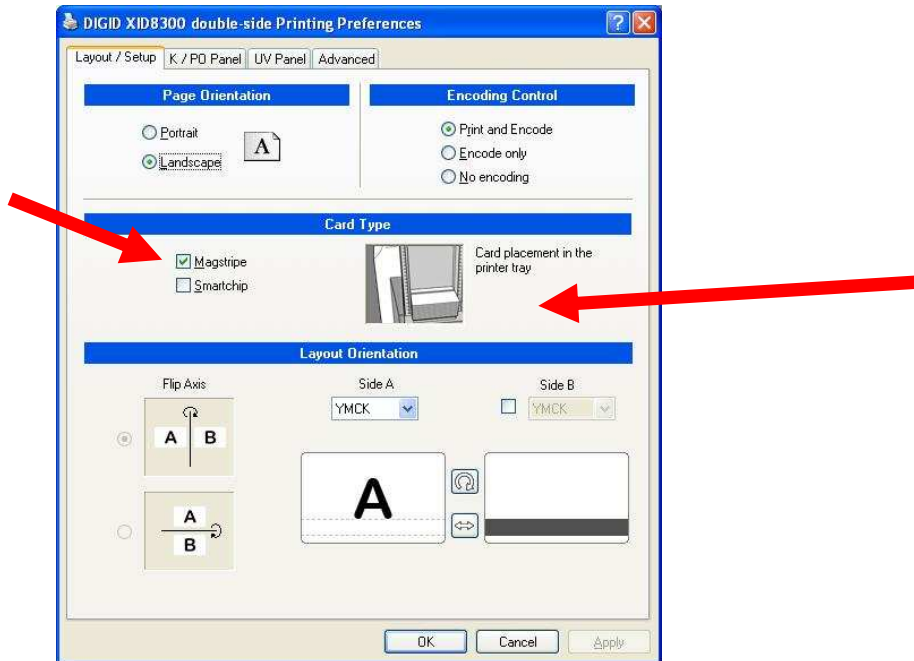 DIGID XID8300 double-side Printing Preferences
Layout / Setup K / PO Panel UV Panel Advanced
Page Orientation
Portrait
Landscape
A
Encoding Control
Print and Encode
Encode only
No encoding
Card Type
Magstripe
Smartchip
Card placement in the
printer tray
Layout Orientation
Flip Axis
A B
A
B
Side A
YMCK
Side B
YMCK
A
OK Cancel Apply